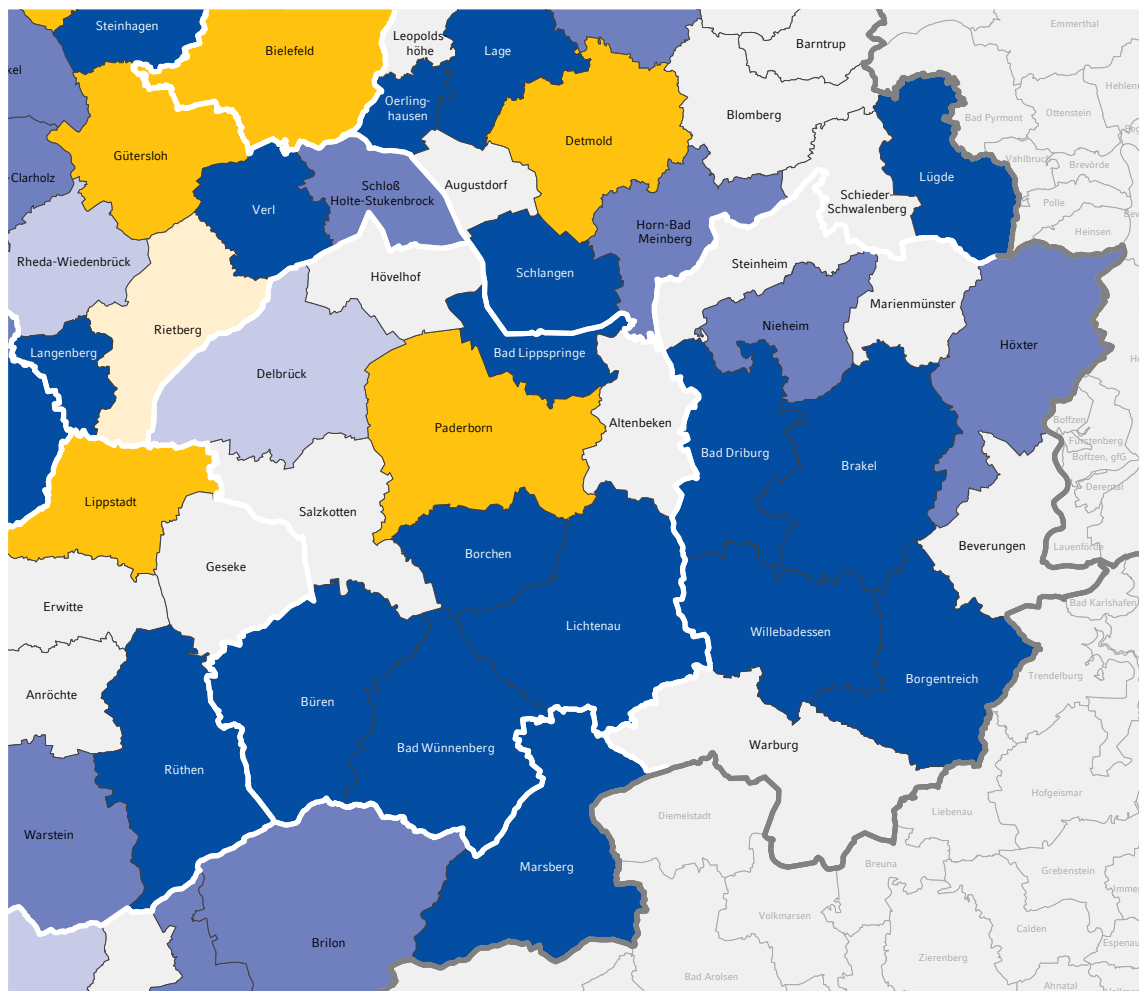 Steinhagen
Bielefeld
Leopolds
höhe
Lage
Barntrup
Emmerthal
kel
Oerling-
hausen
Blomberg
Hehlen
Ottenstein
Bad Pyrmont
Detmold
Gütersloh
-Clarholz
Schloß
Holte-Stukenbrock
Augustdorf
Vahlbruch
Brevörde
Lügde
Verl
Schieder-
Schwalenberg
Polle
Horn-Bad
Meinberg
Heinsen
Rheda-Wiedenbrück
Hövelhof
Schlangen
Steinheim
Marienmünster
Rietberg
Nieheim
Höxter
Langenberg
Bad Lippspringe
Delbrück
Paderborn
Altenbeken
Boffzen
Fürstenberg
Bad Driburg
Boffzen, gfG
Brakel
Derental
Lippstadt
Salzkotten
Borchen
Beverungen
Lauenförde
Geseke
Erwitte
Bad Karlshafen
Lichtenau
Willebadessen
Anröchte
Borgentreich
Trendelburg
Büren
Bad Wünnenberg
Warburg
Rüthen
Hofgeismar
Diemelstadt
Liebenau
Warstein
Marsberg
Breuna
Grebenstein
Imme
Volkmarsen
Calden
Brilon
Espenau
Zierenberg
Bad Arolsen
Ahnatal